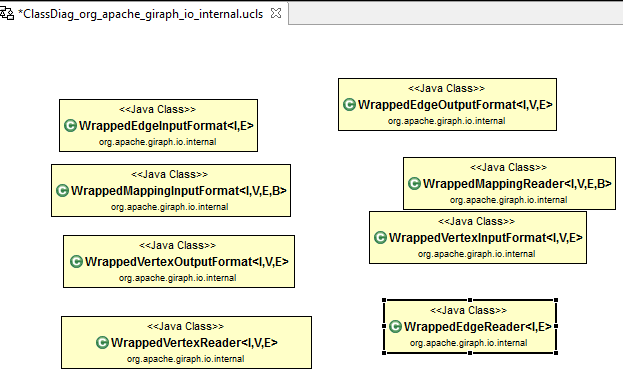 *ClassDiag_org_apache_giraph_io_internal.ucls
<<Java Class>>
WrappedEdgeInputFormat<I,E>
org.apache.giraph.io.internal
<<Java Class>>
WrappedMappingInputFormat<I,V,E,B>
org.apache.giraph.io.internal
<<Java Class>>
WrappedVertexOutputFormat<I,V,E>
org.apache.giraph.io.internal
<<Java Class>>
WrappedVertexReader<I,V,E>
org.apache.giraph.io.internal
<<Java Class>>
WrappedEdgeOutputFormat<I,V,E>
org.apache.giraph.io.internal
<<Java Class>>
WrappedMappingReader<I,V,E,B>
org.apache.giraph.io.internal
<<Java Class>>
WrappedVertexInputFormat<I,V,E>
org.apache.giraph.io.internal
<<Java Class>>
WrappedEdgeReader<I,E>
org.apache.giraph.io.internal